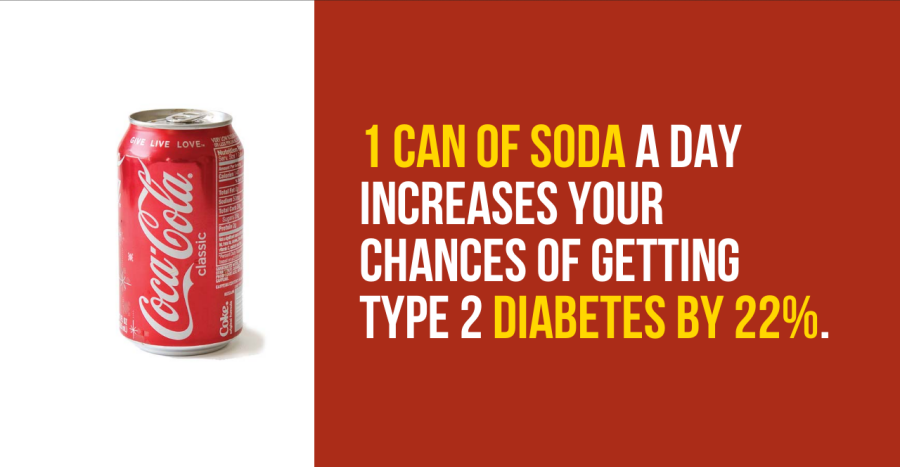 GIVE LIVE LOVE
Coca-Cola
classic
Coke
1 CAN OF SODA A DAY
INCREASES YOUR
CHANCES OF GETTING
TYPE 2 DIABETES BY 22%.